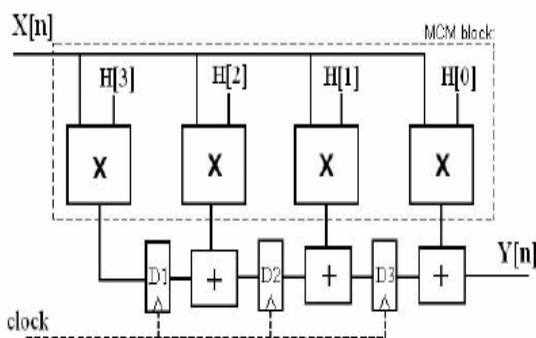 X[n]
MCM block
H[3] H[2] H[1] H[0]
X X X X
D1 + D2 + D3 + Y[n]
clock